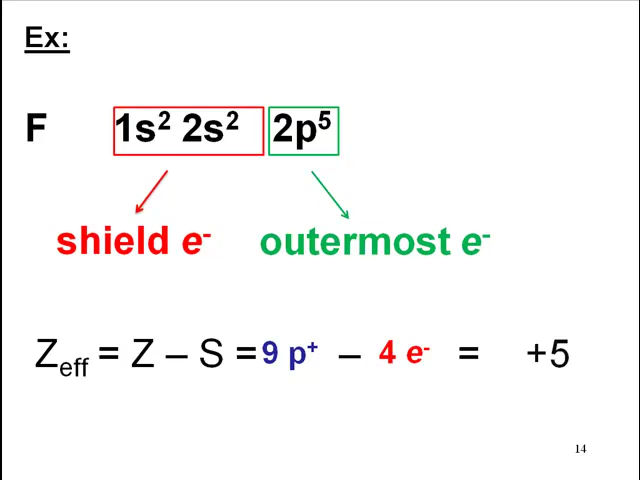 Ex:
F 1s² 2s² 2p⁵
shield e⁻ outermost e⁻
Z_eff = Z – S = 9 p⁺ – 4 e⁻ = +5
14